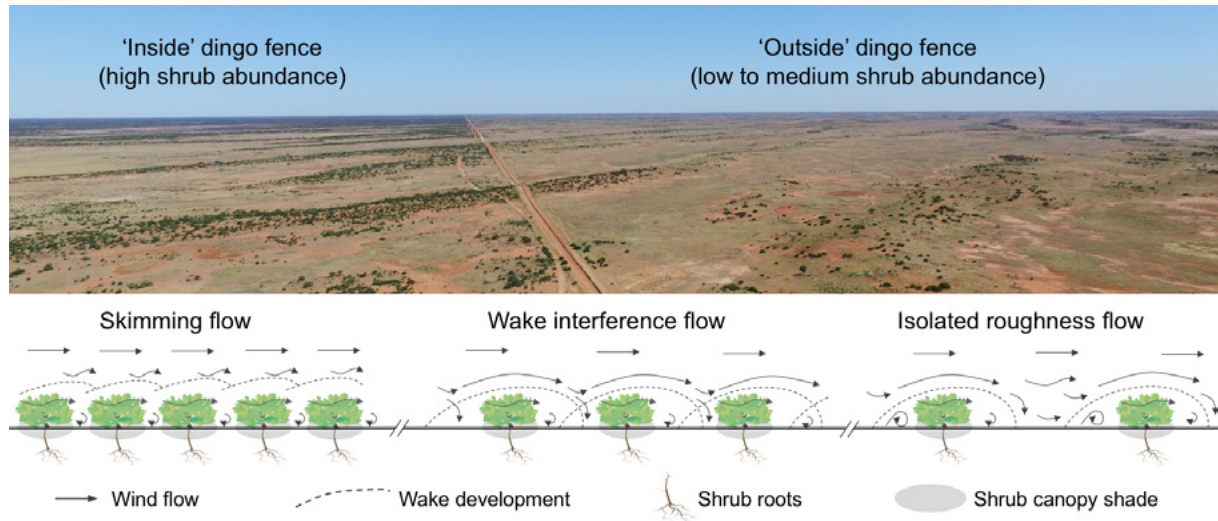 'Inside' dingo fence
(high shrub abundance)
'Outside' dingo fence
(low to medium shrub abundance)
Skimming flow
Wake interference flow
Isolated roughness flow
Wind flow
Wake development
Shrub roots
Shrub canopy shade